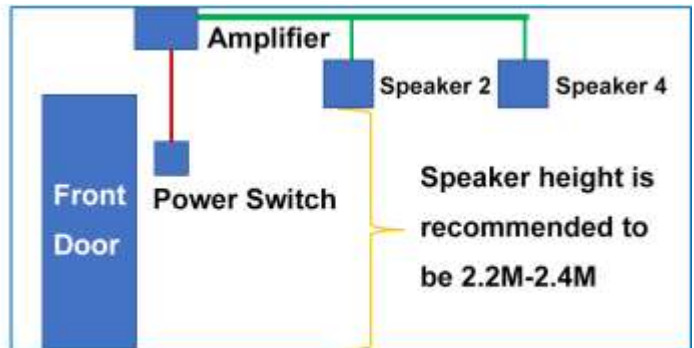 Amplifier
Speaker 2
Speaker 4
Front
Door
Power Switch
Speaker height is
recommended to
be 2.2M-2.4M